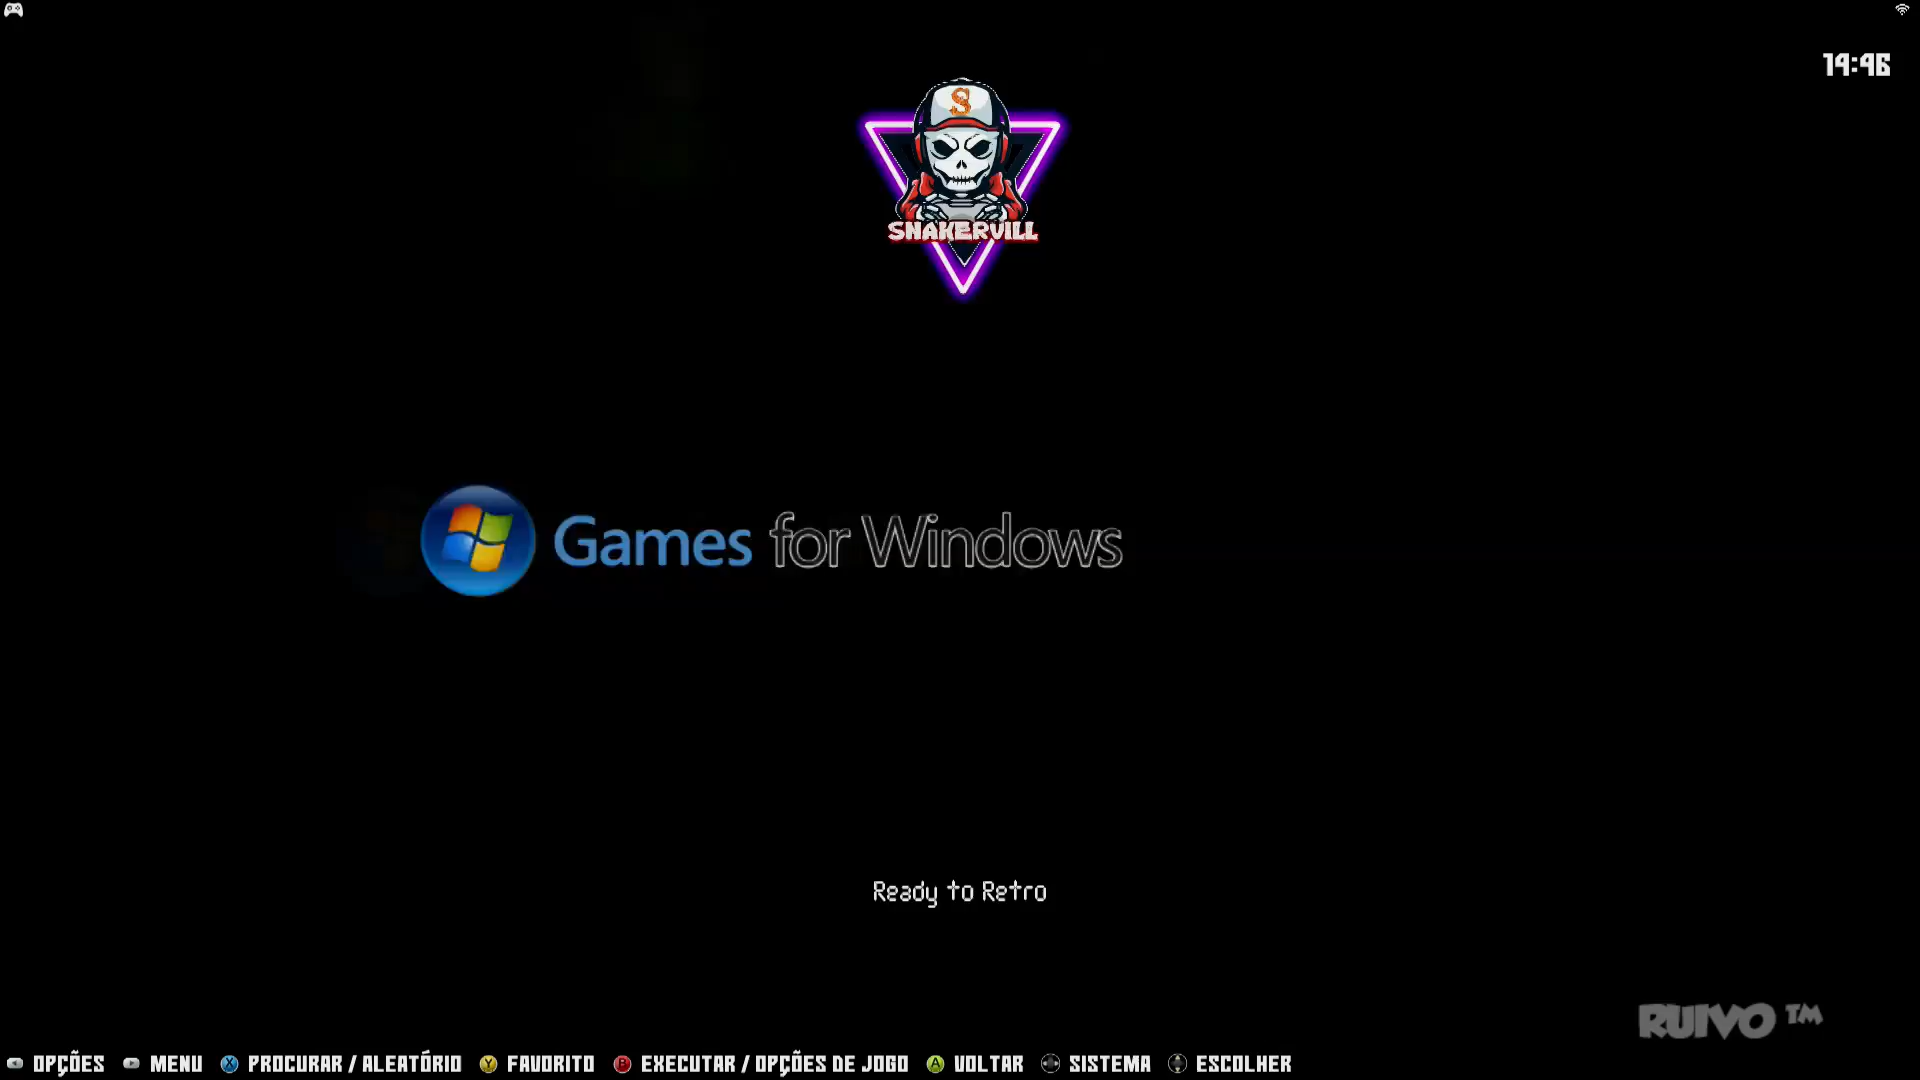 19:46
S
SNAKERVILL
Games for Windows
Ready to Retro
RUIVO ™
OPÇÕES MENU X PROCURAR / ALEATÓRIO Y FAVORITO B EXECUTAR / OPÇÕES DE JOGO A VOLTAR SISTEMA ESCOLHER